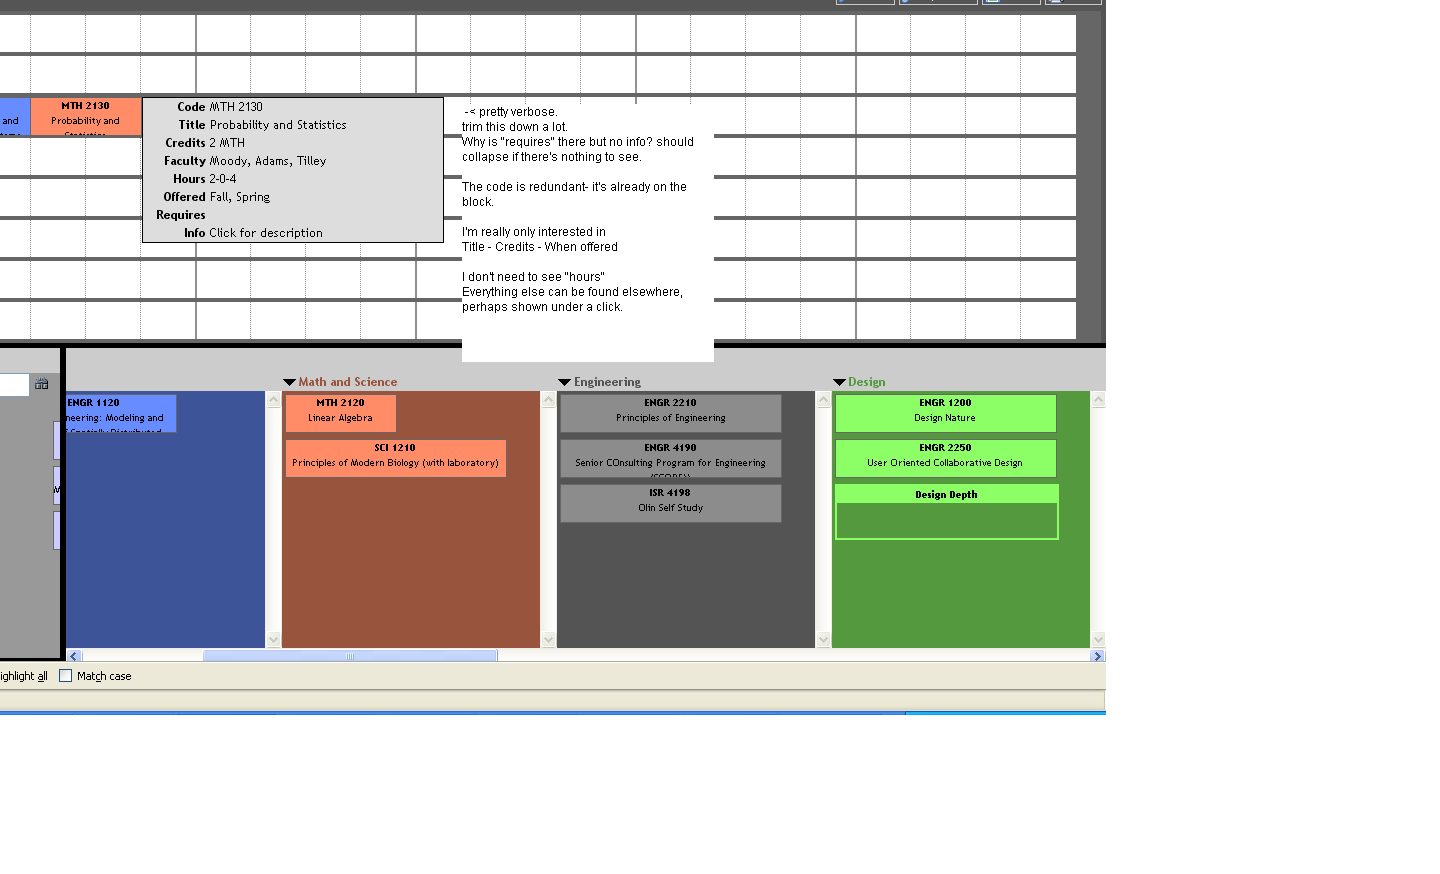 and
MTH 2130
Probability and
Statistics
Code MTH 2130
Title Probability and Statistics
Credits 2 MTH
Faculty Moody, Adams, Tilley
Hours 2-0-4
Offered Fall, Spring
Requires
Info Click for description
-< pretty verbose.
trim this down a lot.
Why is "requires" there but no info? should
collapse if there's nothing to see.
The code is redundant- it's already on the
block.
I'm really only interested in
Title - Credits - When offered
I don't need to see "hours"
Everything else can be found elsewhere,
perhaps shown under a click.
ENGR 1120
neering: Modeling and
Spatially Distributed
Math and Science
MTH 2120
Linear Algebra
SCI 1210
Principles of Modern Biology (with laboratory)
Engineering
ENGR 2210
Principles of Engineering
ENGR 4190
Senior COnsulting Program for Engineering
(SCOPE))
ISR 4198
Olin Self Study
Design
ENGR 1200
Design Nature
ENGR 2250
User Oriented Collaborative Design
Design Depth
ighlight all
Match case